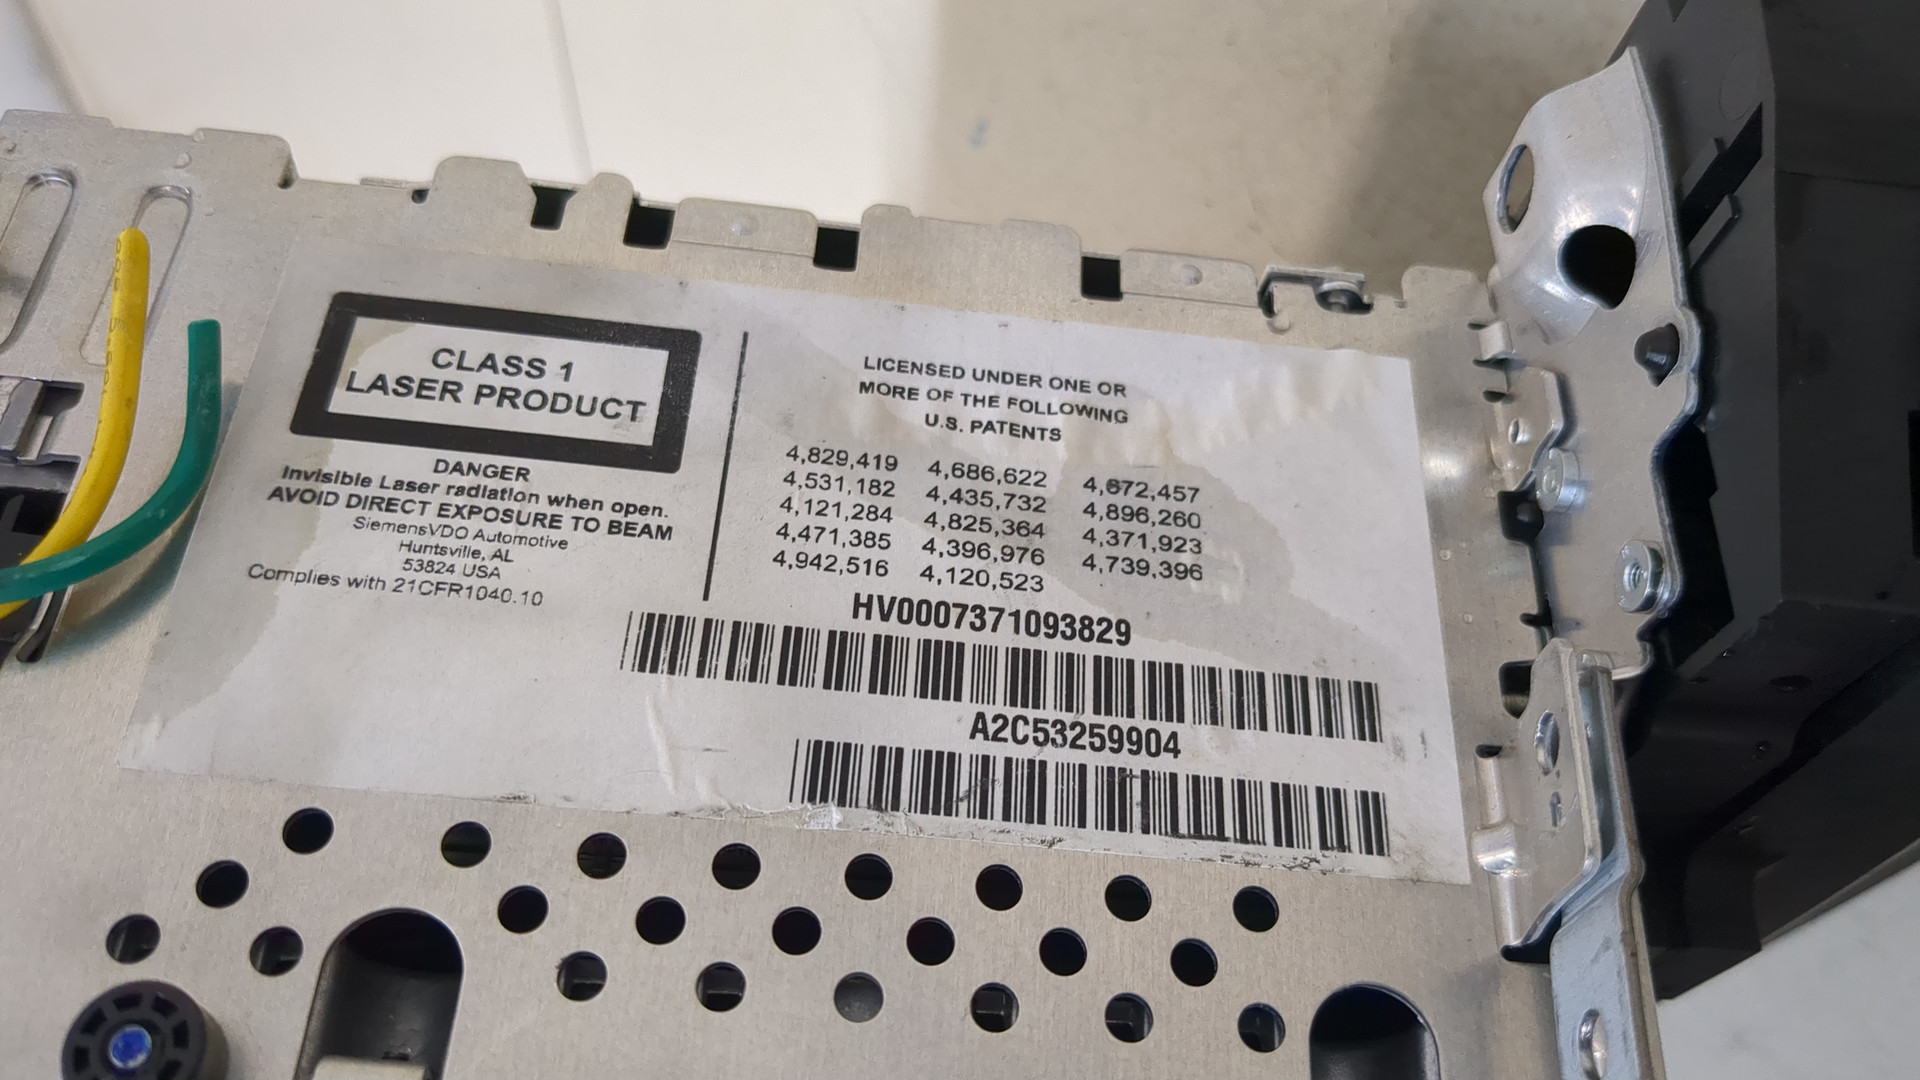 CLASS 1
LASER PRODUCT
DANGER
Invisible Laser radiation when open.
AVOID DIRECT EXPOSURE TO BEAM
SiemensVDO Automotive
Huntsville, AL
53824 USA
Complies with 21CFR1040.10
LICENSED UNDER ONE OR
MORE OF THE FOLLOWING
U.S. PATENTS
4,829,419 4,686,622 4,672,457
4,531,182 4,435,732 4,896,260
4,121,284 4,825,364 4,371,923
4,471,385 4,396,976 4,739,396
4,942,516 4,120,523
HV0007371093829
A2C53259904